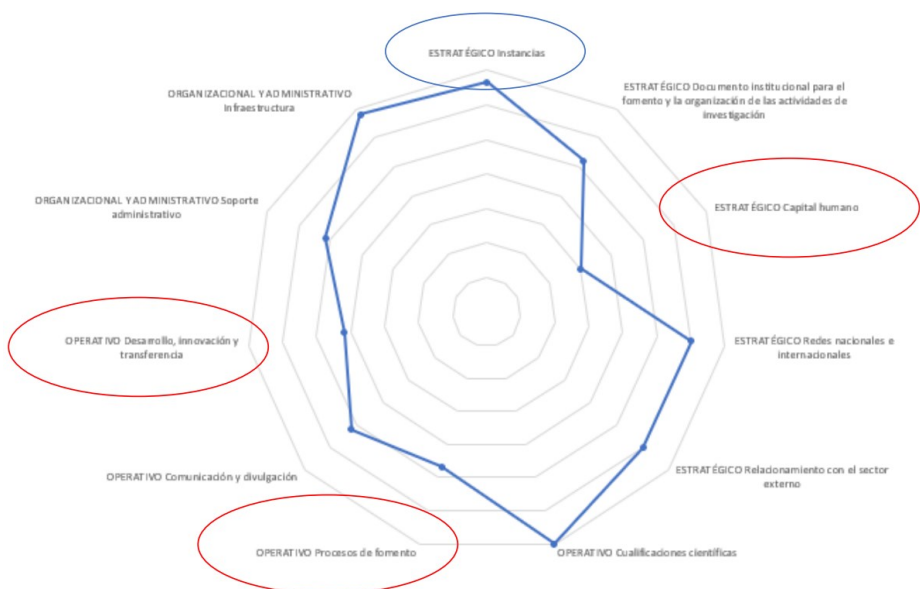 ESTRATÉGICO Instancias
ESTRATÉGICO Documento institucional para el
fomento y la organización de las actividades de
investigación
ESTRATÉGICO Capital humano
ESTRATÉGICO Redes nacionales e
internacionales
ESTRATÉGICO Relacionamiento con el sector
externo
OPERATIVO Cualificaciones científicas
OPERATIVO Procesos de fomento
OPERATIVO Comunicación y divulgación
OPERATIVO Desarrollo, innovación y
transferencia
ORGANIZACIONAL Y ADMINISTRATIVO Soporte
administrativo
ORGANIZACIONAL Y ADMINISTRATIVO
Infraestructura